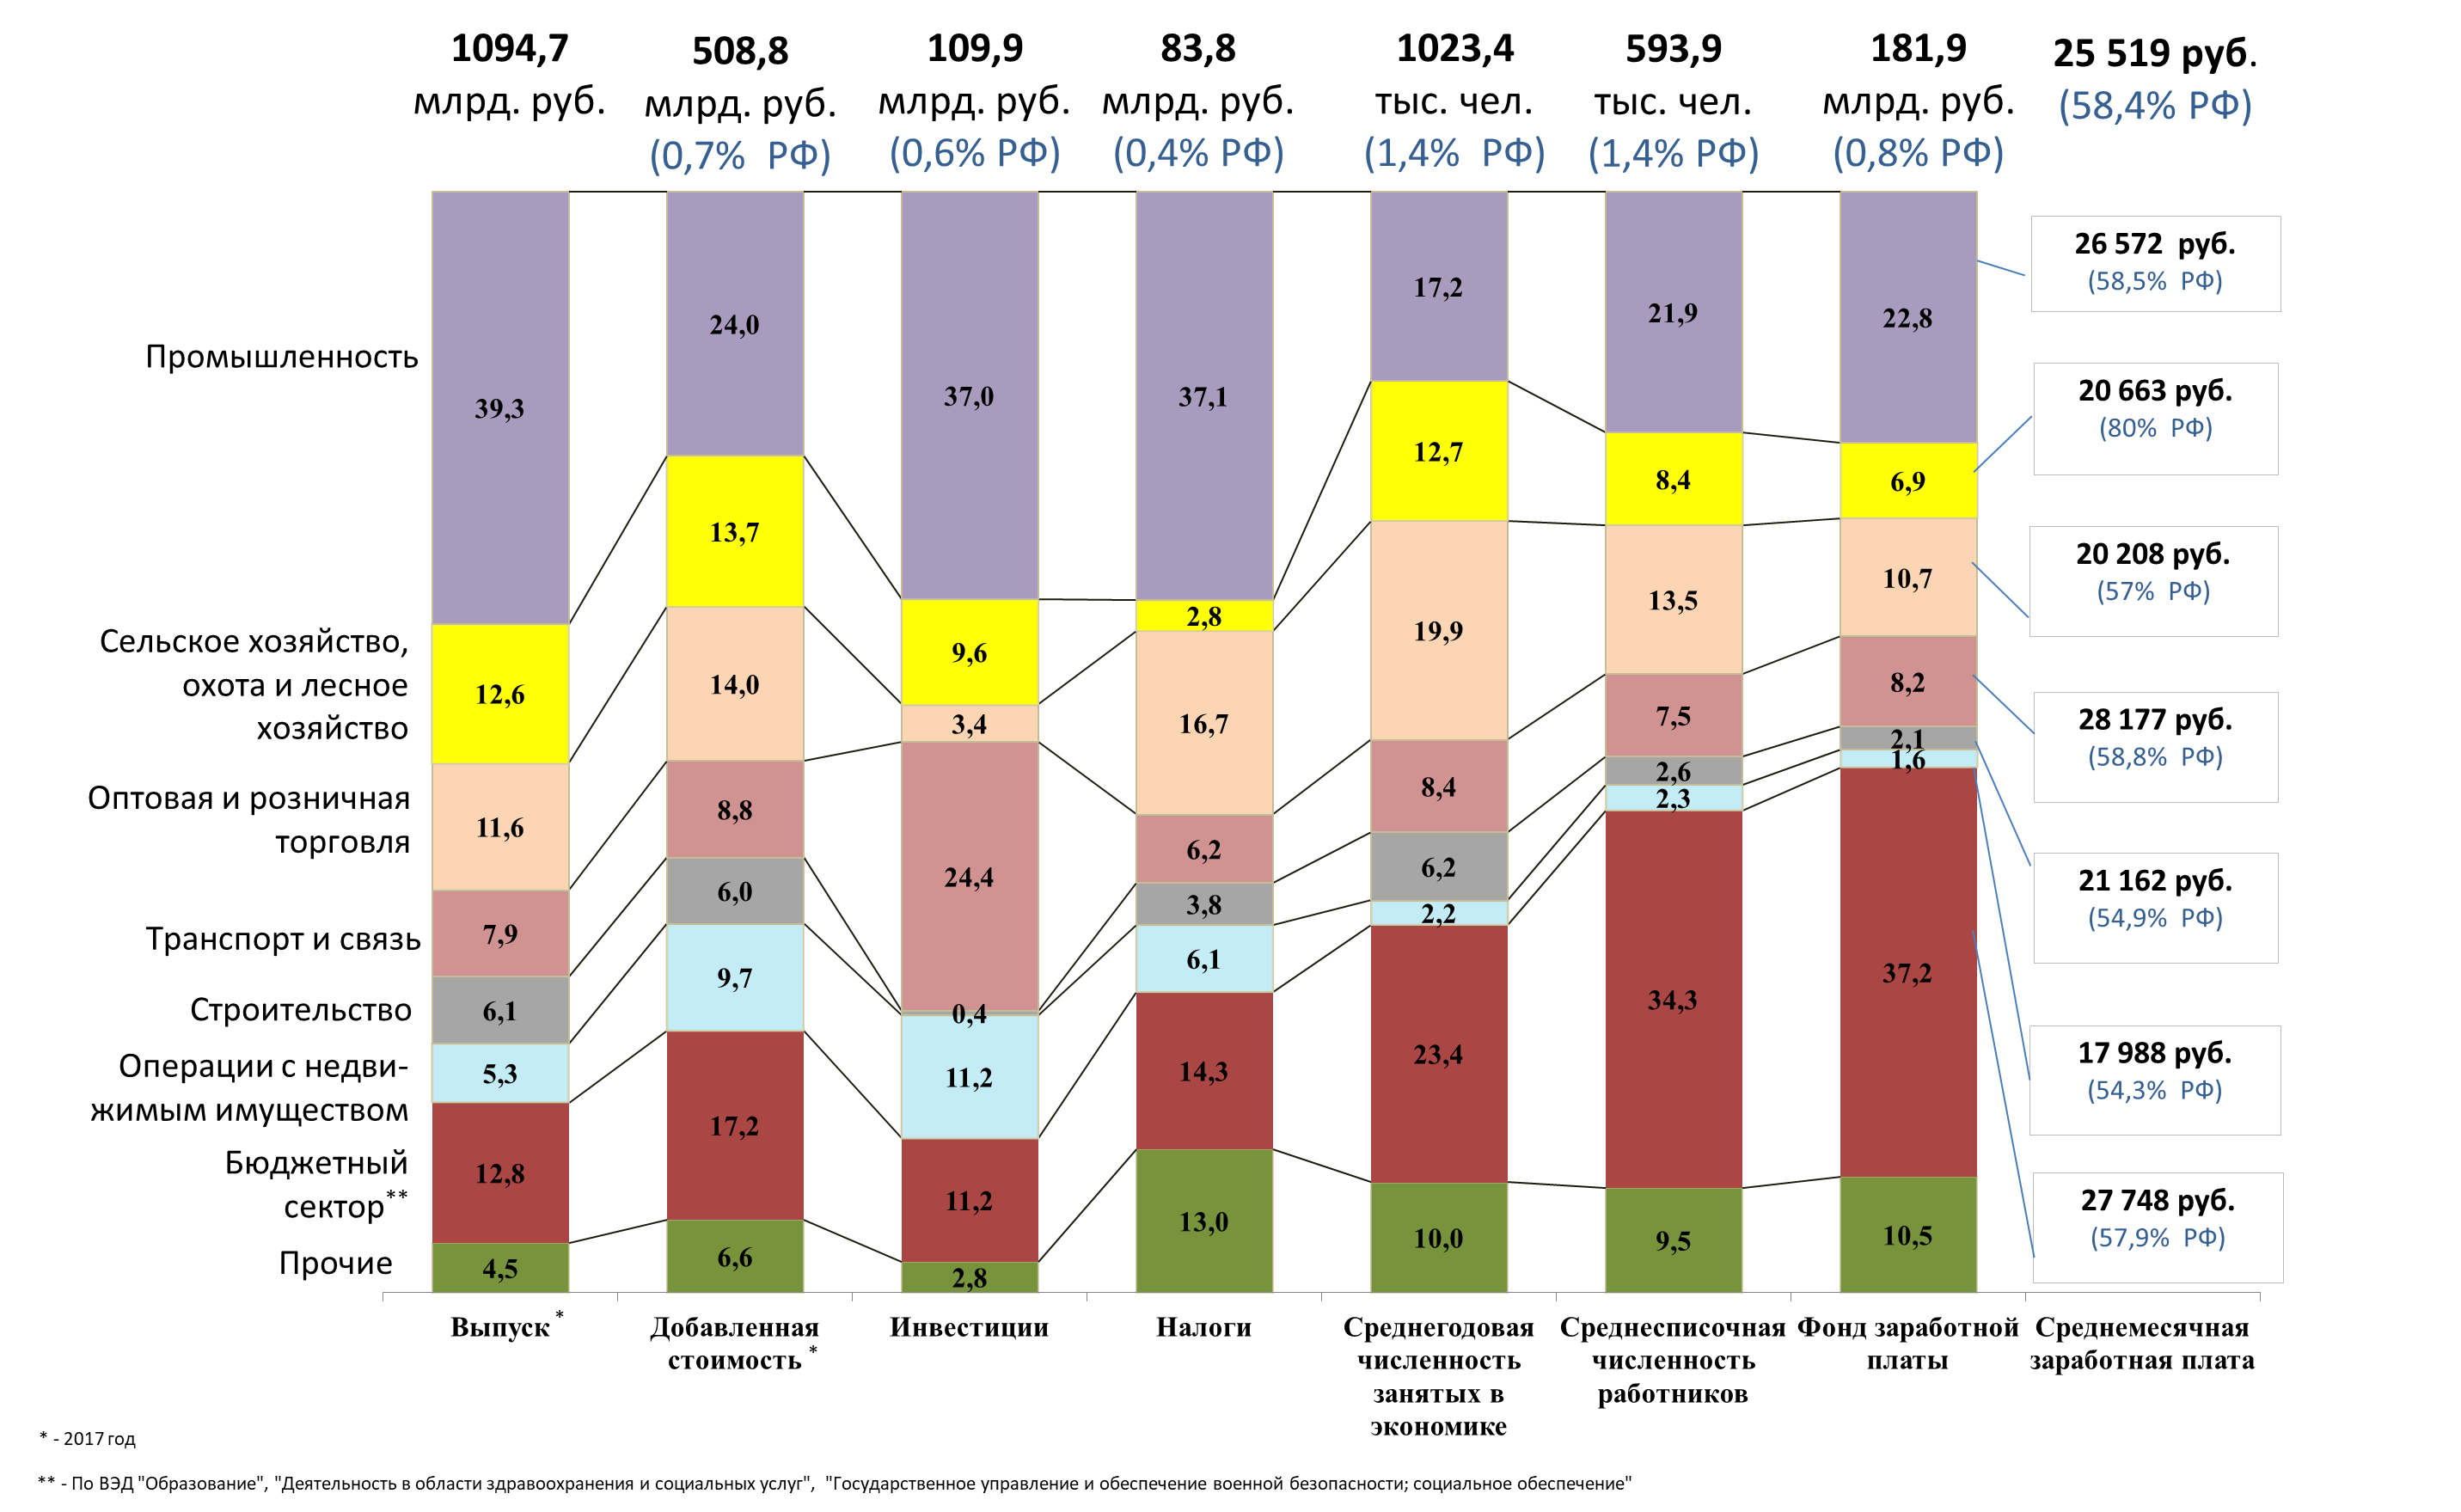 1094,7
млрд. руб.
508,8
млрд. руб.
(0,7% РФ)
109,9
млрд. руб.
(0,6% РФ)
83,8
млрд. руб.
(0,4% РФ)
1023,4
тыс. чел.
(1,4% РФ)
593,9
тыс. чел.
(1,4% РФ)
181,9
млрд. руб.
(0,8% РФ)
25 519 руб.
(58,4% РФ)
Промышленность
Сельское хозяйство,
охота и лесное
хозяйство
Оптовая и розничная
торговля
Транспорт и связь
Строительство
Операции с недви-
жимым имуществом
Бюджетный
сектор**
Прочие
39,3
12,6
11,6
7,9
6,1
5,3
12,8
4,5
24,0
13,7
14,0
8,8
6,0
9,7
17,2
6,6
37,0
9,6
3,4
24,4
0,4
11,2
11,2
2,8
37,1
2,8
16,7
6,2
3,8
6,1
14,3
13,0
17,2
12,7
19,9
8,4
6,2
2,2
23,4
10,0
21,9
8,4
13,5
7,5
2,6
2,3
34,3
9,5
22,8
6,9
10,7
8,2
2,1
1,6
37,2
10,5
26 572 руб.
(58,5% РФ)
20 663 руб.
(80% РФ)
20 208 руб.
(57% РФ)
28 177 руб.
(58,8% РФ)
21 162 руб.
(54,9% РФ)
17 988 руб.
(54,3% РФ)
27 748 руб.
(57,9% РФ)
Выпуск *
Добавленная
стоимость *
Инвестиции
Налоги
Среднегодовая
численность
занятых в
экономике
Среднесписочная
численность
работников
Фонд заработной
платы
Среднемесячная
заработная плата
* - 2017 год
** - По ВЭД "Образование", "Деятельность в области здравоохранения и социальных услуг", "Государственное управление и обеспечение военной безопасности; социальное обеспечение"